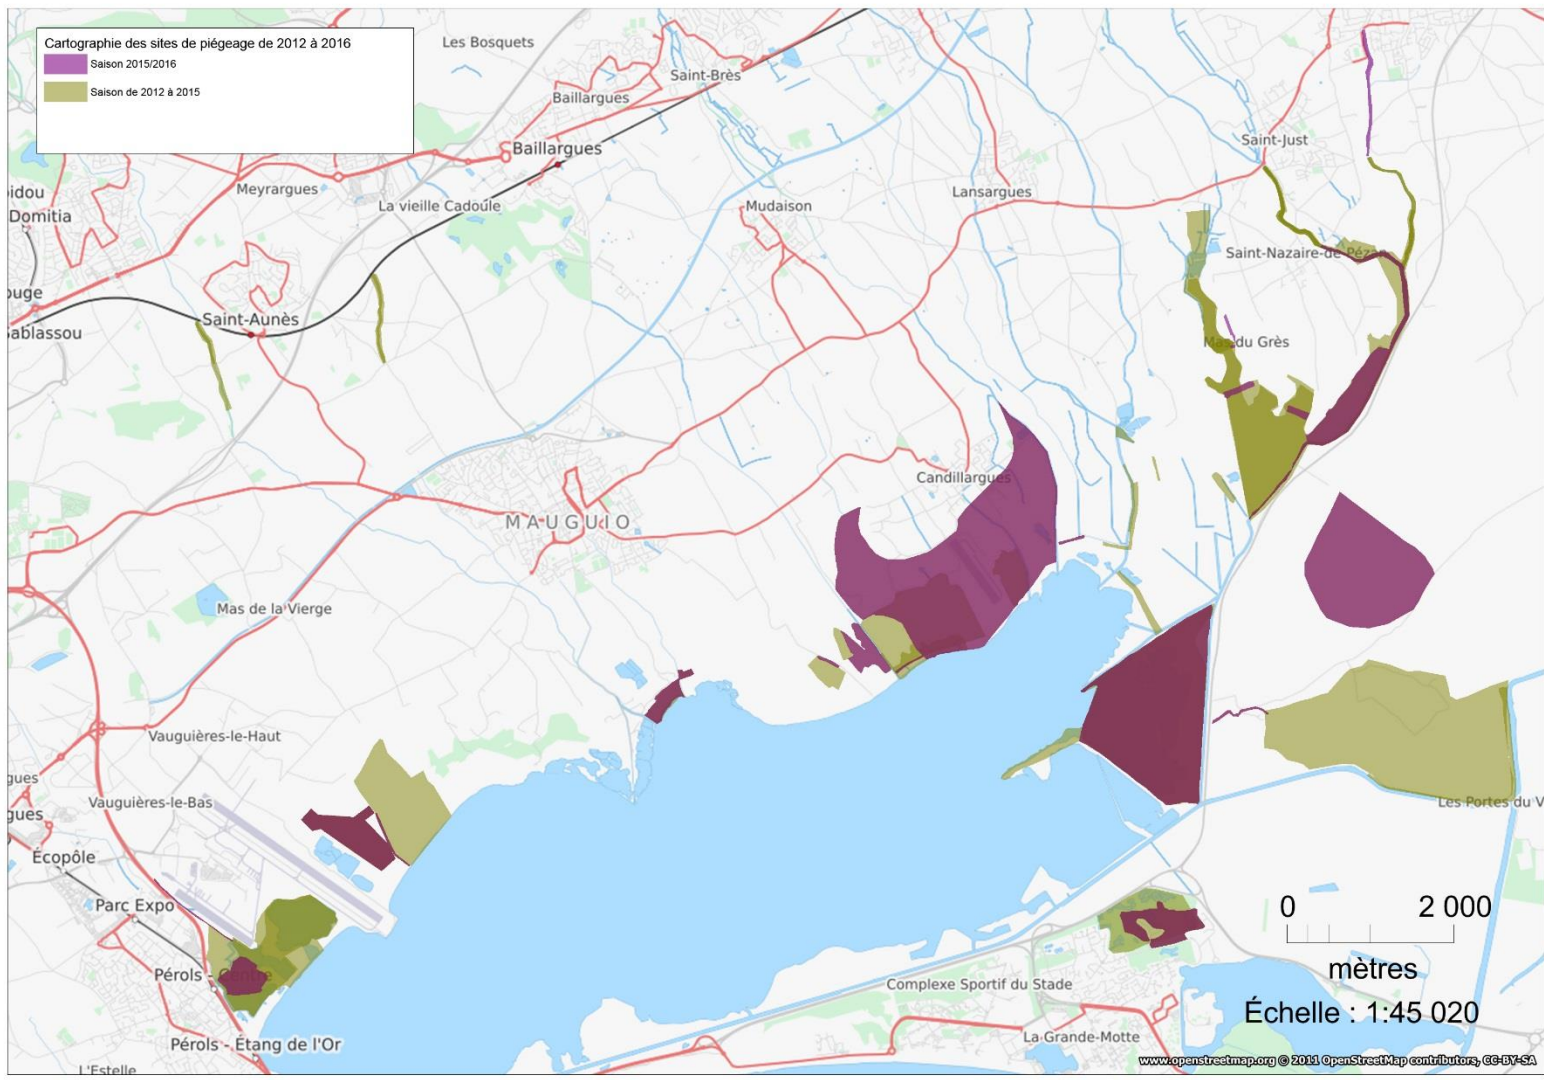 Cartographie des sites de piégeage de 2012 à 2016
Saison 2015/2016
Saison de 2012 à 2015
Les Bosquets
Saint-Brès
Baillargues
Baillargues
Saint-Just
Meyrargues
La vieille Cadoule
Lansargues
Mudaison
Domitia
Saint-Nazaire-de-Pézan
Saint-Aunès
Mas du Grès
Candillargues
MAUGUIO
Mas de la Vierge
Vauguières-le-Haut
Vauguières-le-Bas
Les Portes du V
Écopôle
Parc Expo
0
2 000
Pérols - Centre
mètres
Complexe Sportif du Stade
Échelle : 1:45 020
La Grande-Motte
Pérols - Étang de l'Or
L'Estelle
www.openstreetmap.org © 2011 OpenStreetMap contributors, CC-BY-SA